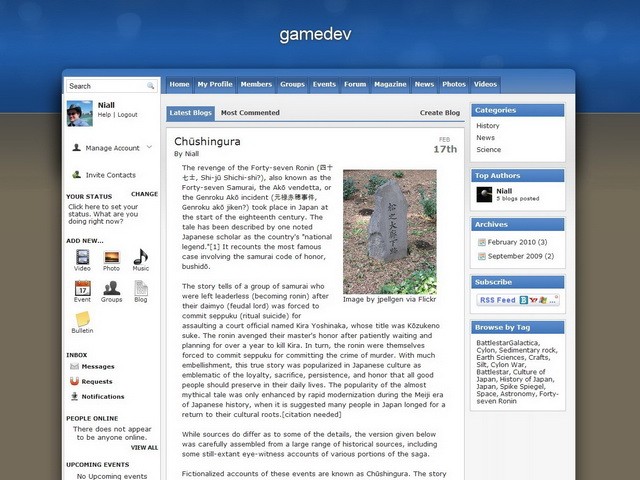 gamedev
Search
Home My Profile Members Groups Events Forum Magazine News Photos Videos
Niall
Help | Logout
Manage Account
Invite Contacts
YOUR STATUS CHANGE
Click here to set your
status. What are you
doing right now?
ADD NEW...
Video Photo Music
Event Groups Blog
Bulletin
INBOX
Messages
Requests
Notifications
PEOPLE ONLINE
There does not appear
to be anyone online.
VIEW ALL
UPCOMING EVENTS
No Upcoming events
Latest Blogs Most Commented Create Blog
Chūshingura
By Niall
FEB
17th
The revenge of the Forty-seven Ronin (四十
七士, Shi-jū Shichi-shi?), also known as the
Forty-seven Samurai, the Akō vendetta, or
the Genroku Akō incident (元禄赤穂事件,
Genroku akō jiken?) took place in Japan at
the start of the eighteenth century. The
tale has been described by one noted
Japanese scholar as the country's "national
legend."[1] It recounts the most famous
case involving the samurai code of honor,
bushidō.
Image by jpellgen via Flickr
The story tells of a group of samurai who
were left leaderless (becoming ronin) after
their daimyo (feudal lord) was forced to
commit seppuku (ritual suicide) for
assaulting a court official named Kira Yoshinaka, whose title was Kōzukeno
suke. The ronin avenged their master's honor after patiently waiting and
planning for over a year to kill Kira. In turn, the ronin were themselves
forced to commit seppuku for committing the crime of murder. With much
embellishment, this true story was popularized in Japanese culture as
emblematic of the loyalty, sacrifice, persistence, and honor that all good
people should preserve in their daily lives. The popularity of the almost
mythical tale was only enhanced by rapid modernization during the Meiji era
of Japanese history, when it is suggested many people in Japan longed for a
return to their cultural roots.[citation needed]
While sources do differ as to some of the details, the version given below
was carefully assembled from a large range of historical sources, including
some still-extant eye-witness accounts of various portions of the saga.
Fictionalized accounts of these events are known as Chūshingura. The story
Categories
History
News
Science
Top Authors
Niall
5 blogs posted
Archives
February 2010 (3)
September 2009 (2)
Subscribe
RSS Feed
Browse by Tag
BattlestarGalactica,
Cylon, Sedimentary rock,
Earth Sciences, Crafts,
Silt, Cylon War,
Battlestar, Culture of
Japan, History of Japan,
Japan, Spike Spiegel,
Space, Astronomy, Forty-
seven Ronin